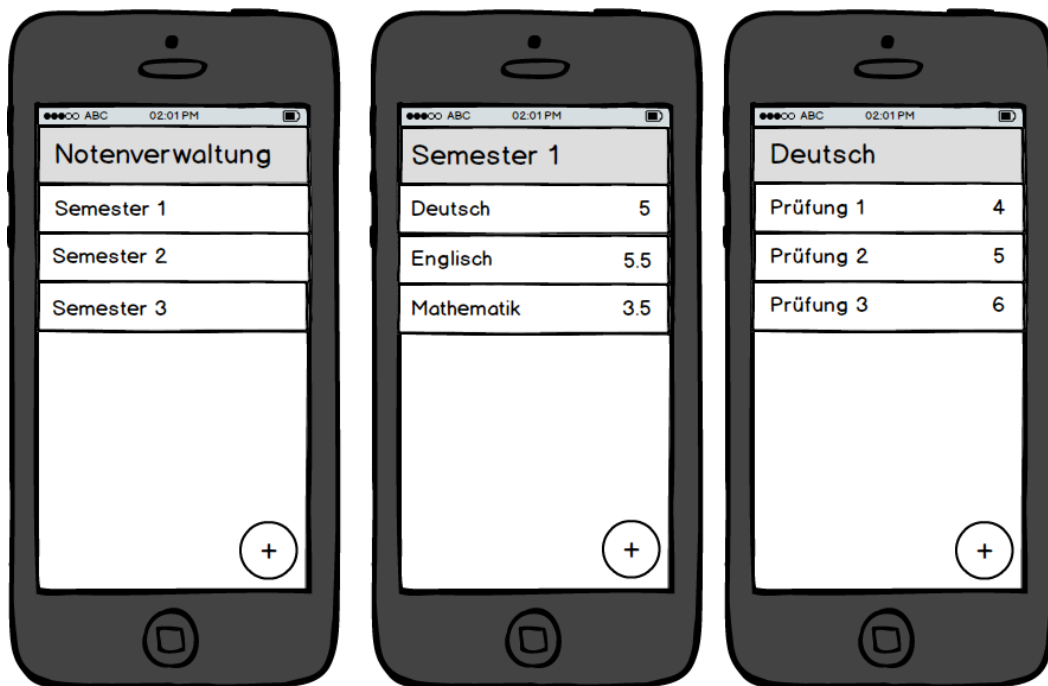 ABC 02:01 PM
Notenverwaltung
Semester 1
Semester 2
Semester 3
+
ABC 02:01 PM
Semester 1
Deutsch 5
Englisch 5.5
Mathematik 3.5
+
ABC 02:01 PM
Deutsch
Prüfung 1 4
Prüfung 2 5
Prüfung 3 6
+